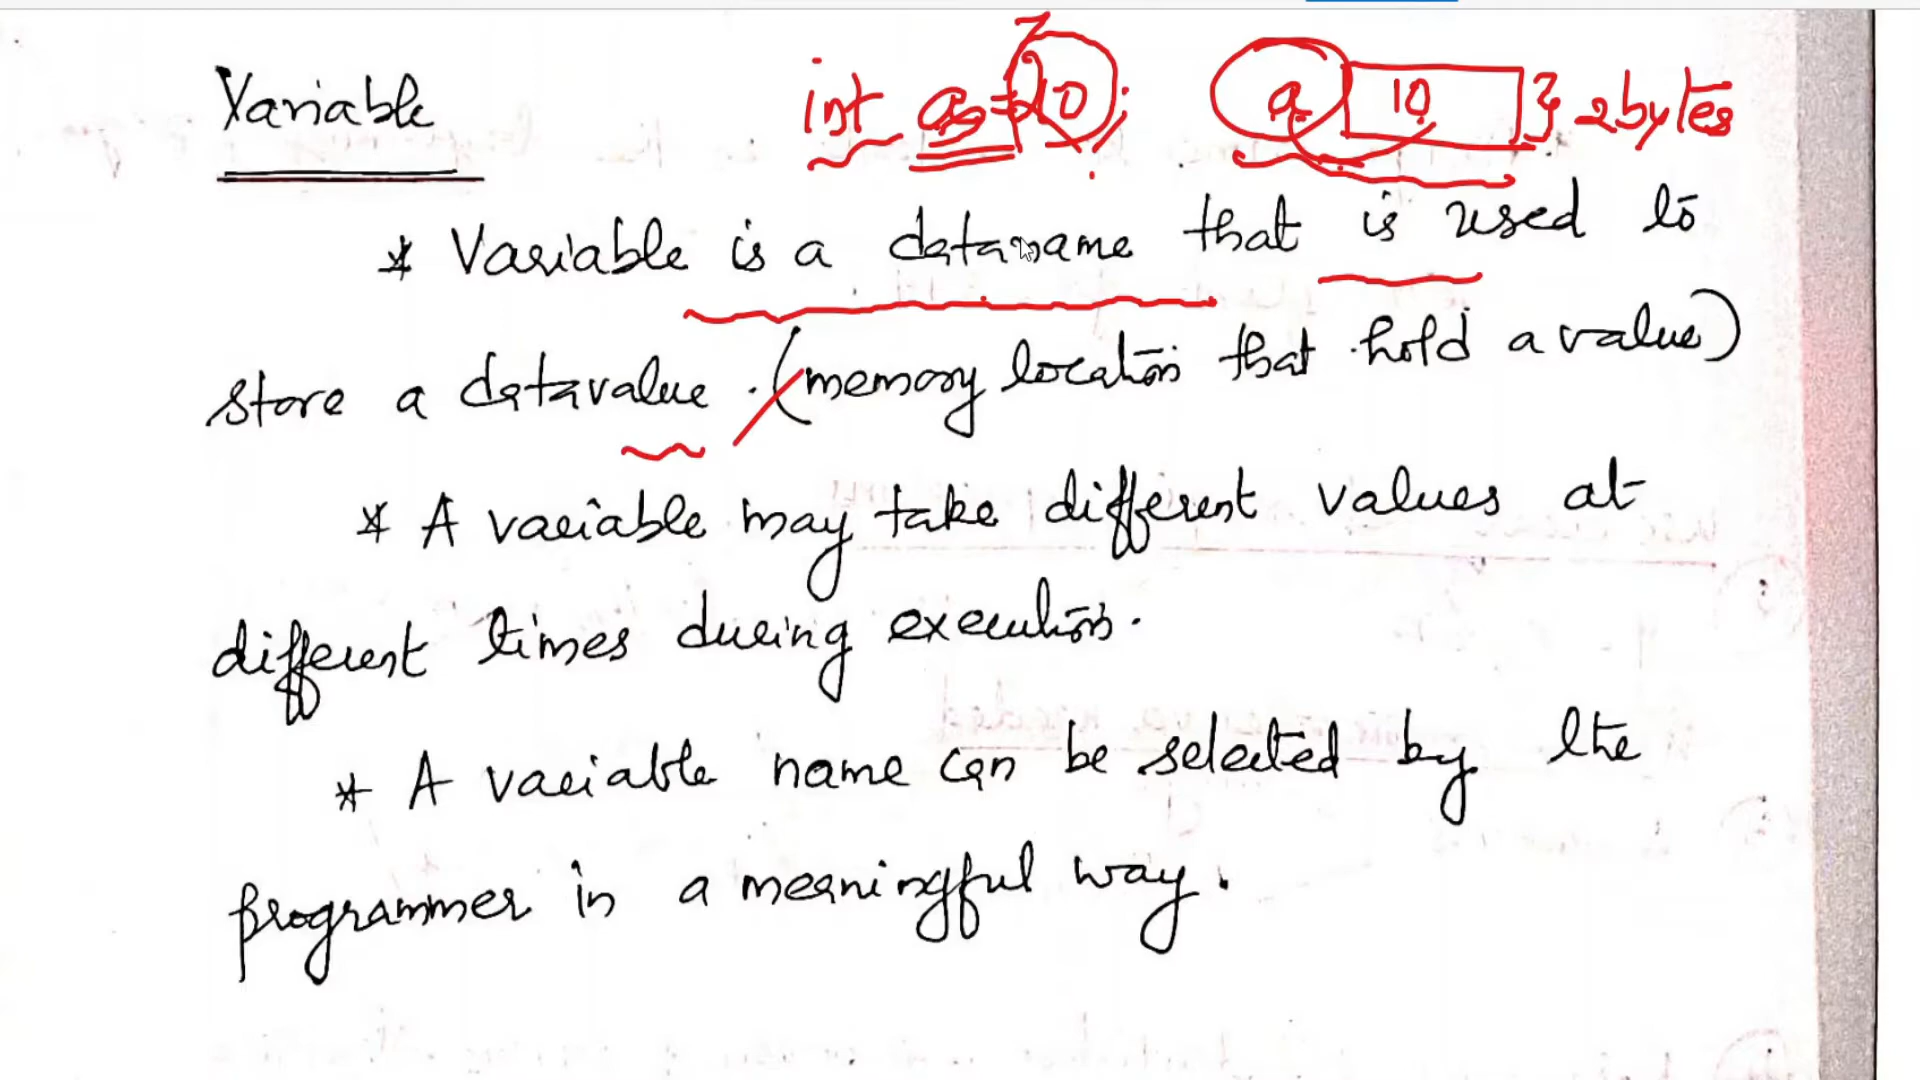 Variable
int a = 10; a 10 } 2bytes
* Variable is a dataname that is used to
store a datavalue. (memory location that hold a value)
* A variable may take different values at
different times during execution.
* A variable name can be selected by the
programmer in a meaningful way.